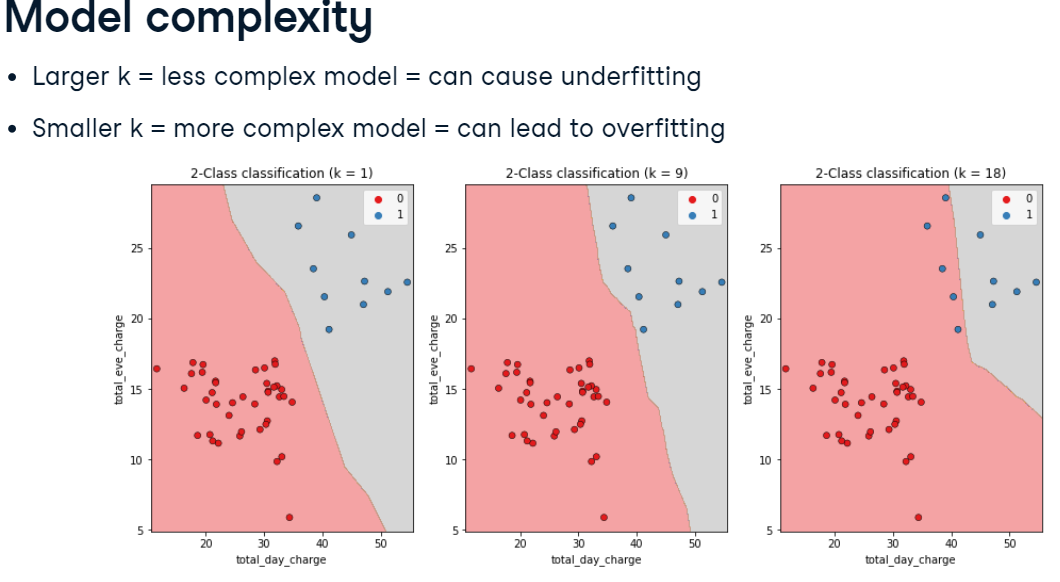 Model complexity
• Larger k = less complex model = can cause underfitting
• Smaller k = more complex model = can lead to overfitting
2-Class classification (k = 1)
0
1
25
20
15
10
5
total_eve_charge
20 30 40 50
total_day_charge
2-Class classification (k = 9)
0
1
25
20
15
10
5
total_eve_charge
20 30 40 50
total_day_charge
2-Class classification (k = 18)
0
1
25
20
15
10
5
total_eve_charge
20 30 40 50
total_day_charge